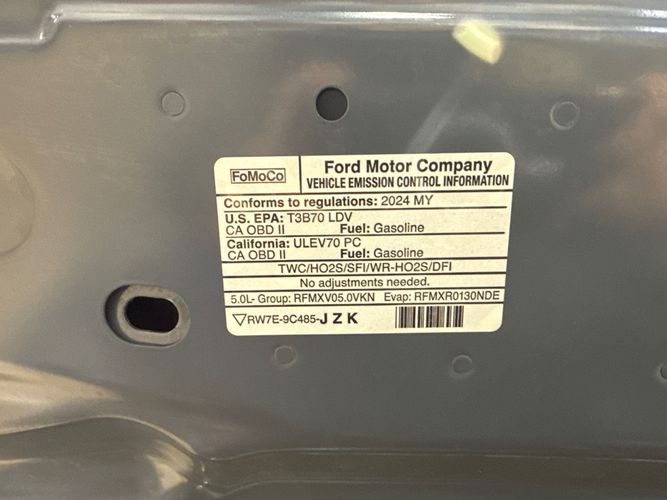 FoMoCo
Ford Motor Company
VEHICLE EMISSION CONTROL INFORMATION
Conforms to regulations: 2024 MY
U.S. EPA: T3B70 LDV
CA OBD II Fuel: Gasoline
California: ULEV70 PC
CA OBD II Fuel: Gasoline
TWC/HO2S/SFI/WR-HO2S/DFI
No adjustments needed.
5.0L- Group: RFMXV05.0VKN Evap: RFMXR0130NDE
RW7E-9C485-JZK